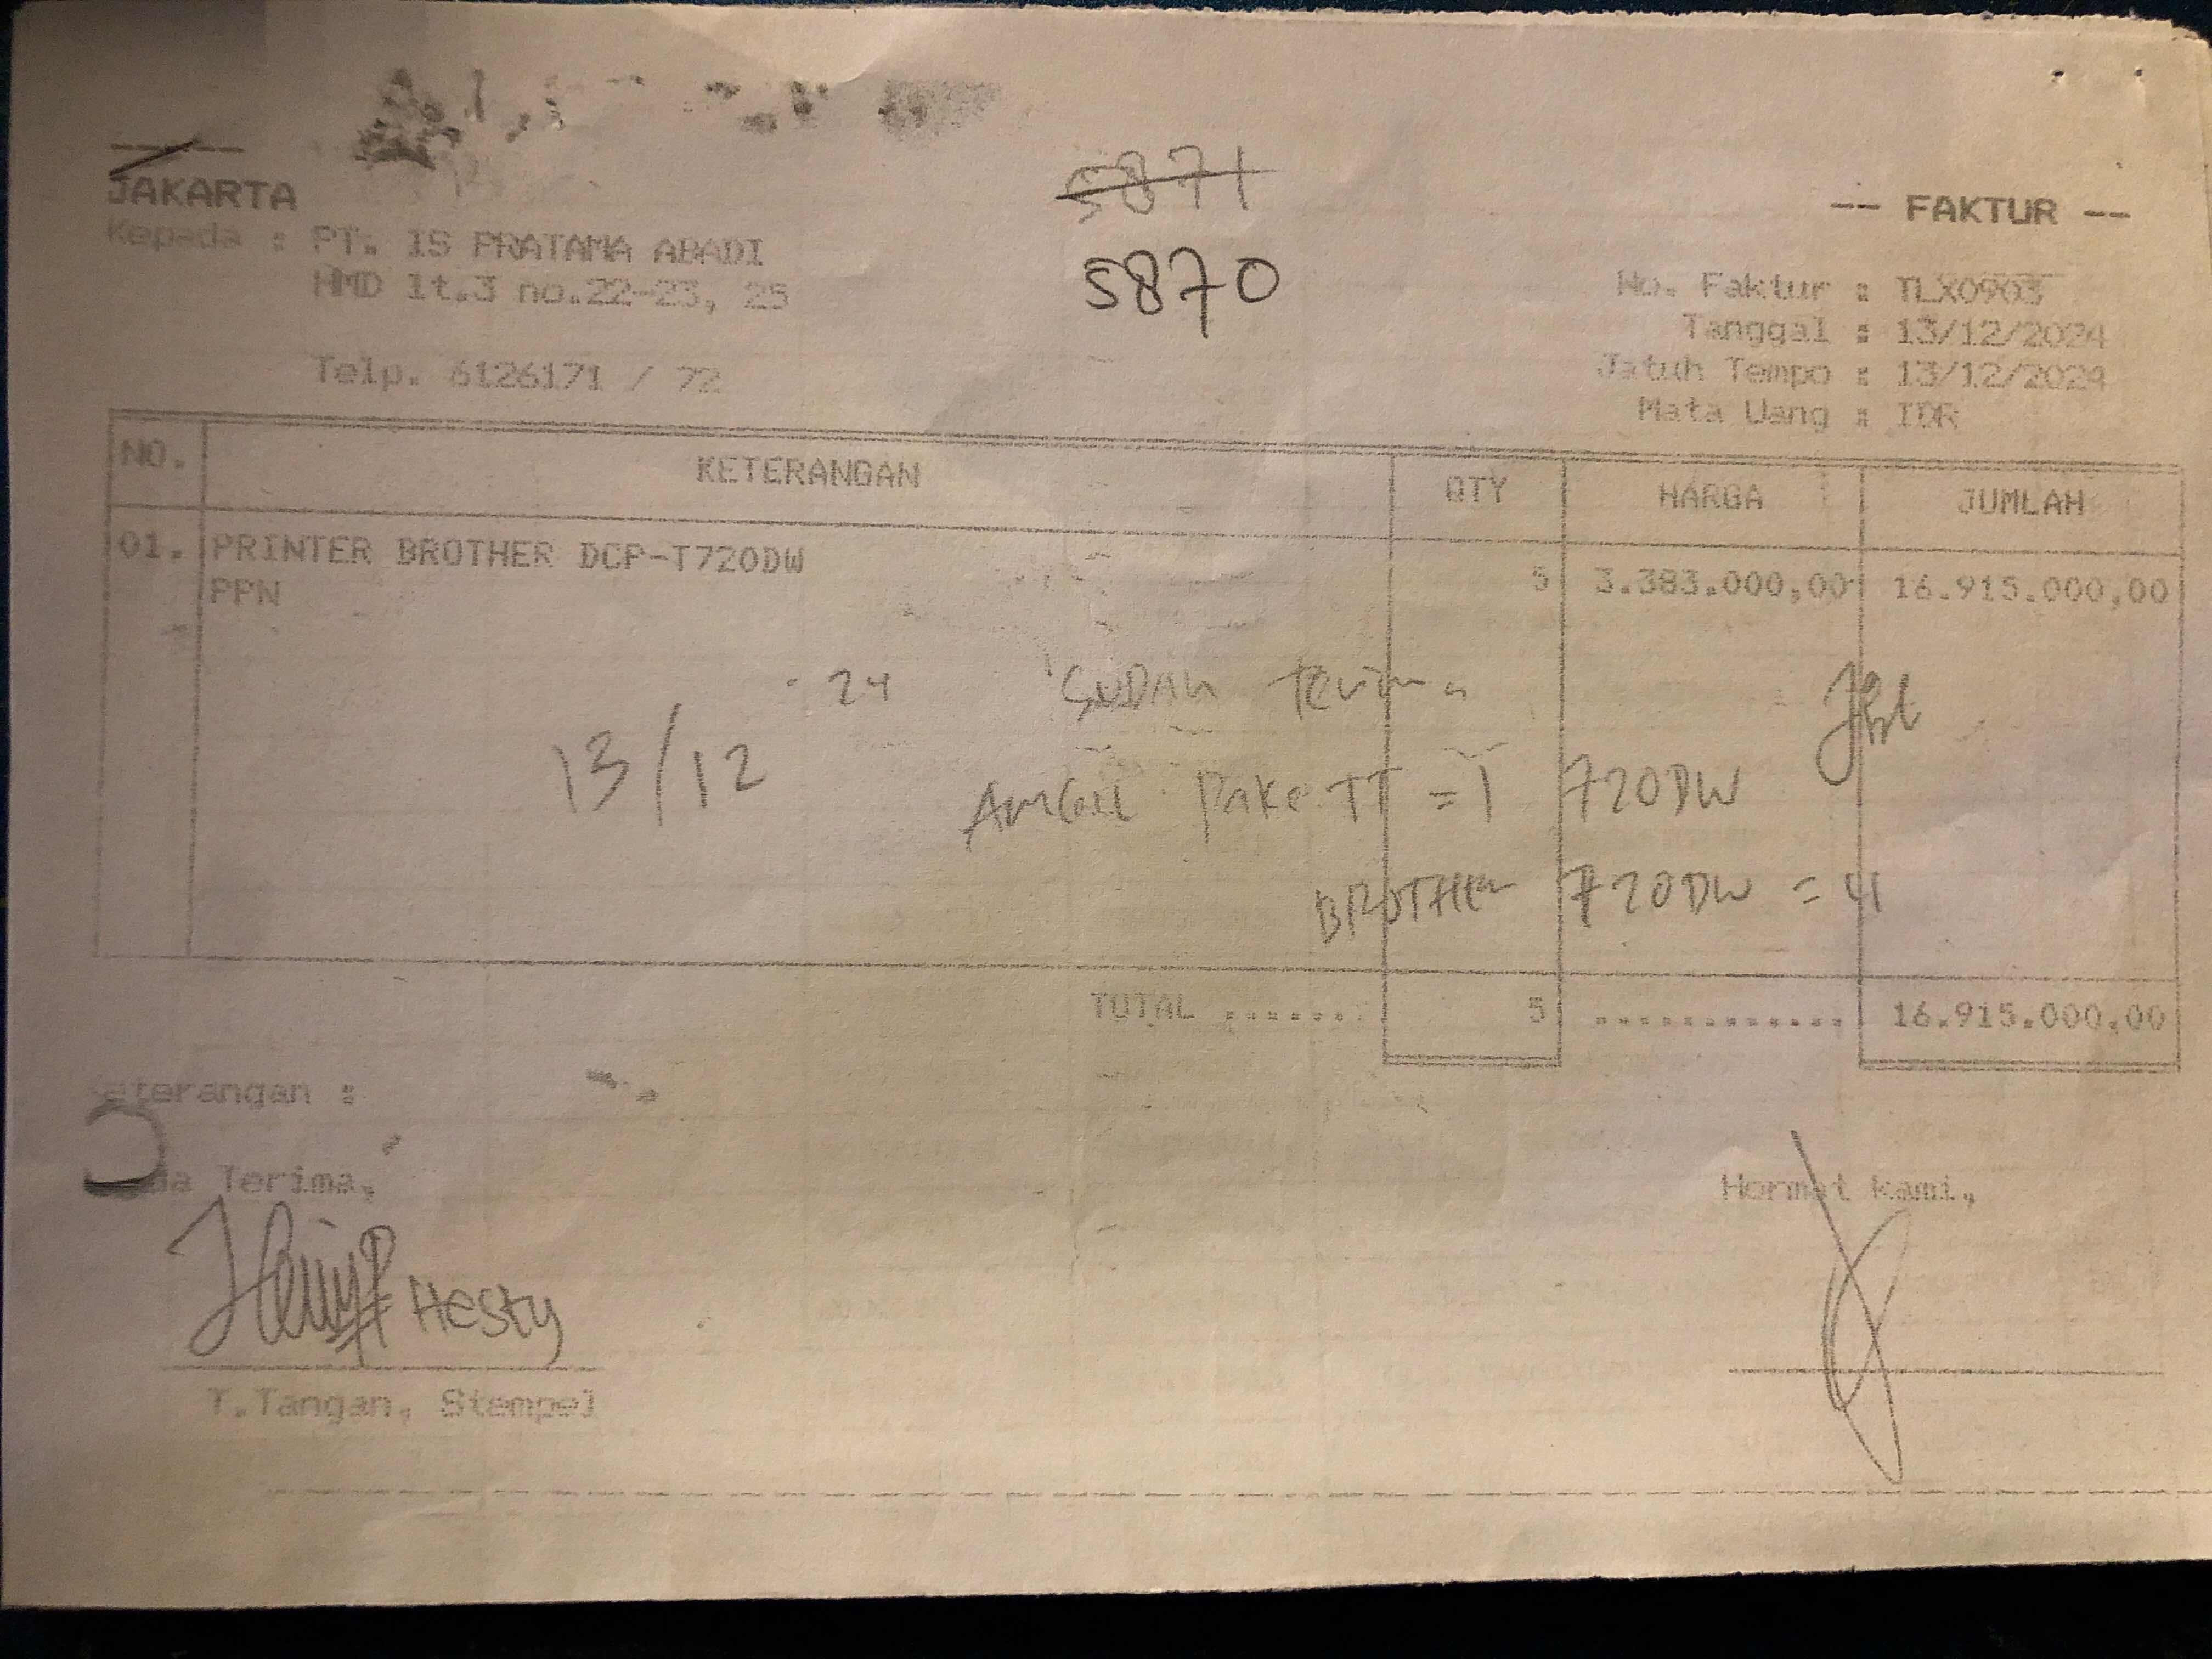 JAKARTA
5871
-- FAKTUR --
Kepada : PT. IS PRATAMA ABADI
5870
HMD lt.3 no.22-23, 25
No. Faktur : TLX0903
Tanggal : 13/12/2024
Telp. 6126171 / 72
Jatuh Tempo : 13/12/2024
Mata Uang : IDR
NO. KETERANGAN QTY HARGA JUMLAH
01. PRINTER BROTHER DCP-T720DW 5 3.383.000,00 16.915.000,00
PPN
13/12 - 24 SUDAH Terima
AMBIL Pake TT = 1 720DW
BROTHER 720DW = 4
TOTAL ....... 5 ............. 16.915.000,00
eterangan :
da Terima, Hormat kami,
Hesty
T.Tangan, Stempel